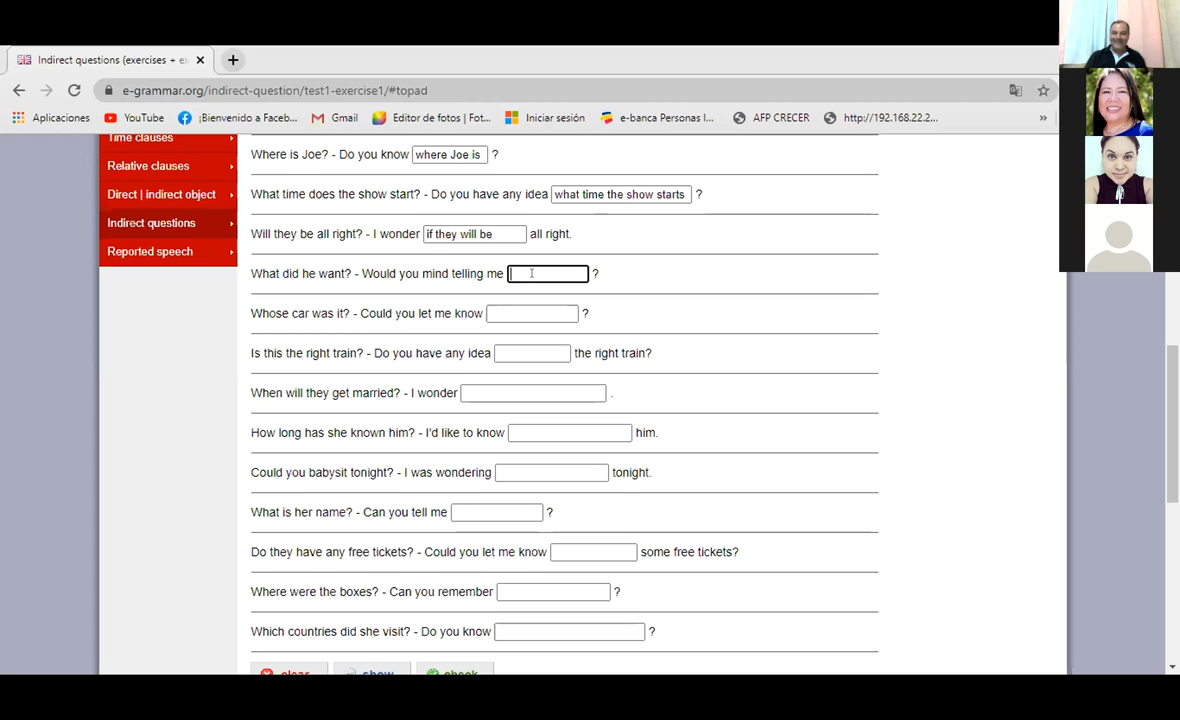 Indirect questions (exercises + ex
e-grammar.org/indirect-question/test1-exercise1/#topad
Aplicaciones YouTube ¡Bienvenido a Faceb... Gmail Editor de fotos | Fot... Iniciar sesión e-banca Personas I... AFP CRECER http://192.168.22.2... »
Time clauses
Relative clauses
Direct | indirect object
Indirect questions
Reported speech
Where is Joe? - Do you know where Joe is ?
What time does the show start? - Do you have any idea what time the show starts ?
Will they be all right? - I wonder if they will be all right.
What did he want? - Would you mind telling me ?
Whose car was it? - Could you let me know ?
Is this the right train? - Do you have any idea the right train?
When will they get married? - I wonder .
How long has she known him? - I'd like to know him.
Could you babysit tonight? - I was wondering tonight.
What is her name? - Can you tell me ?
Do they have any free tickets? - Could you let me know some free tickets?
Where were the boxes? - Can you remember ?
Which countries did she visit? - Do you know ?
clear show check